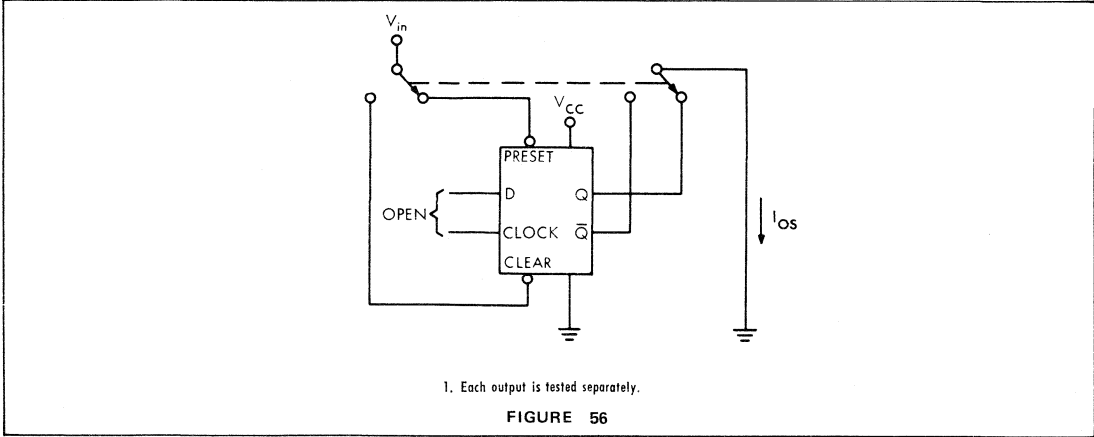 V_in
V_CC
PRESET
D Q
OPEN
CLOCK Q̅
CLEAR
I_OS
1. Each output is tested separately.
FIGURE 56